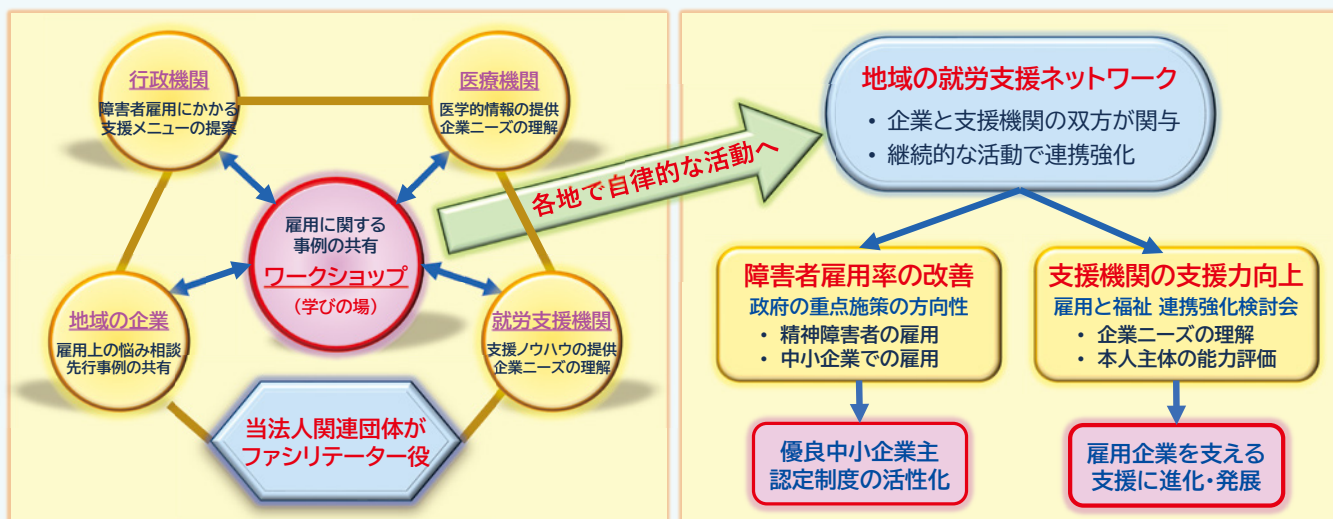 行政機関
障害者雇用にかかる
支援メニューの提案
医療機関
医学的情報の提供
企業ニーズの理解
雇用に関する
事例の共有
ワークショップ
(学びの場)
地域の企業
雇用上の悩み相談
先行事例の共有
就労支援機関
支援ノウハウの提供
企業ニーズの理解
当法人関連団体が
ファシリテーター役
各地で自律的な活動へ
地域の就労支援ネットワーク
・ 企業と支援機関の双方が関与
・ 継続的な活動で連携強化
障害者雇用率の改善
政府の重点施策の方向性
・ 精神障害者の雇用
・ 中小企業での雇用
支援機関の支援力向上
雇用と福祉 連携強化検討会
・ 企業ニーズの理解
・ 本人主体の能力評価
優良中小企業主
認定制度の活性化
雇用企業を支える
支援に進化・発展